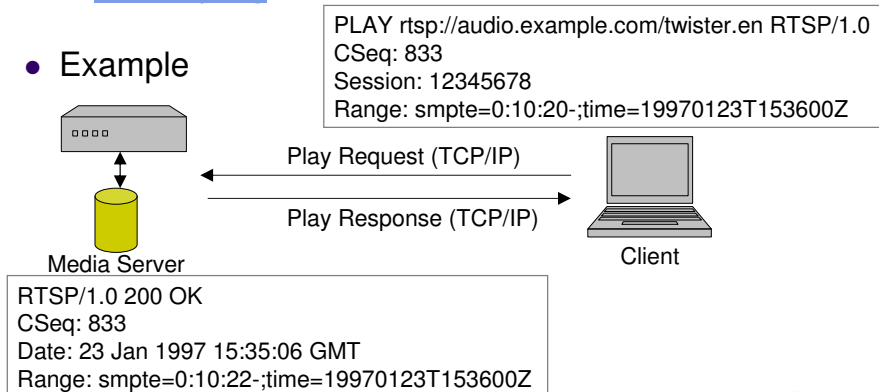 PLAY rtsp://audio.example.com/twister.en RTSP/1.0
CSeq: 833
Session: 12345678
Range: smpte=0:10:20-;time=19970123T153600Z
● Example
Play Request (TCP/IP)
Play Response (TCP/IP)
Media Server
Client
RTSP/1.0 200 OK
CSeq: 833
Date: 23 Jan 1997 15:35:06 GMT
Range: smpte=0:10:22-;time=19970123T153600Z